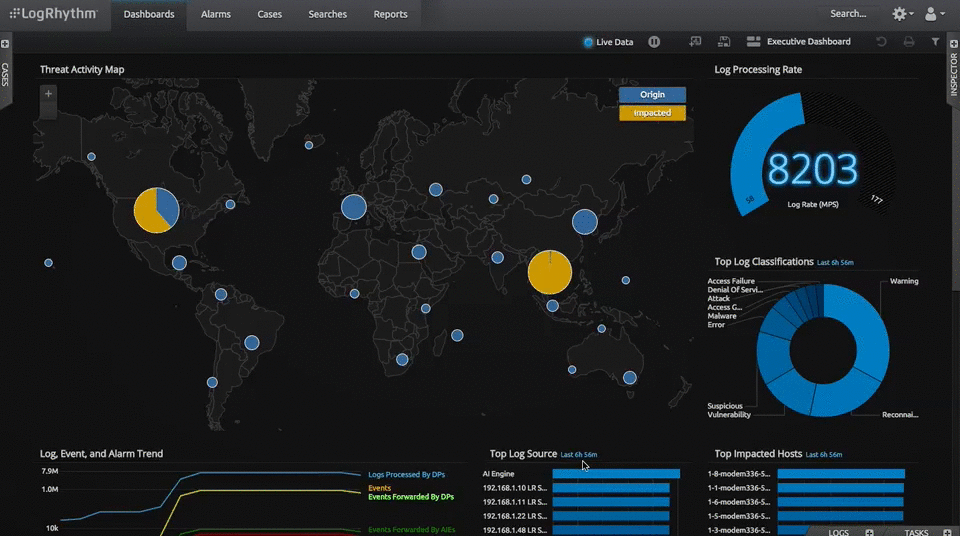 LogRhythm
Dashboards
Alarms
Cases
Searches
Reports
Search...
Live Data
Executive Dashboard
CASES
INSPECTOR
Threat Activity Map
Origin
Impacted
Log Processing Rate
8203
58
177
Log Rate (MPS)
Top Log Classifications Last 6h 56m
Access Failure
Denial Of Servi...
Attack
Access G...
Malware
Error
Warning
Suspicious
Vulnerability
Reconnai...
Log, Event, and Alarm Trend
7.9M
1.0M
10k
Logs Processed By DPs
Events
Events Forwarded By DPs
Events Forwarded By AIEs
Top Log Source Last 6h 56m
AI Engine
192.168.1.10 LR S...
192.168.1.11 LR S...
192.168.1.22 LR S...
192.168.1.48 LR S...
Top Impacted Hosts Last 6h 56m
1-8-modem336-S...
1-1-modem336-S...
1-6-modem336-S...
1-5-modem336-S...
1-3-modem336-S...
LOGS
TASKS